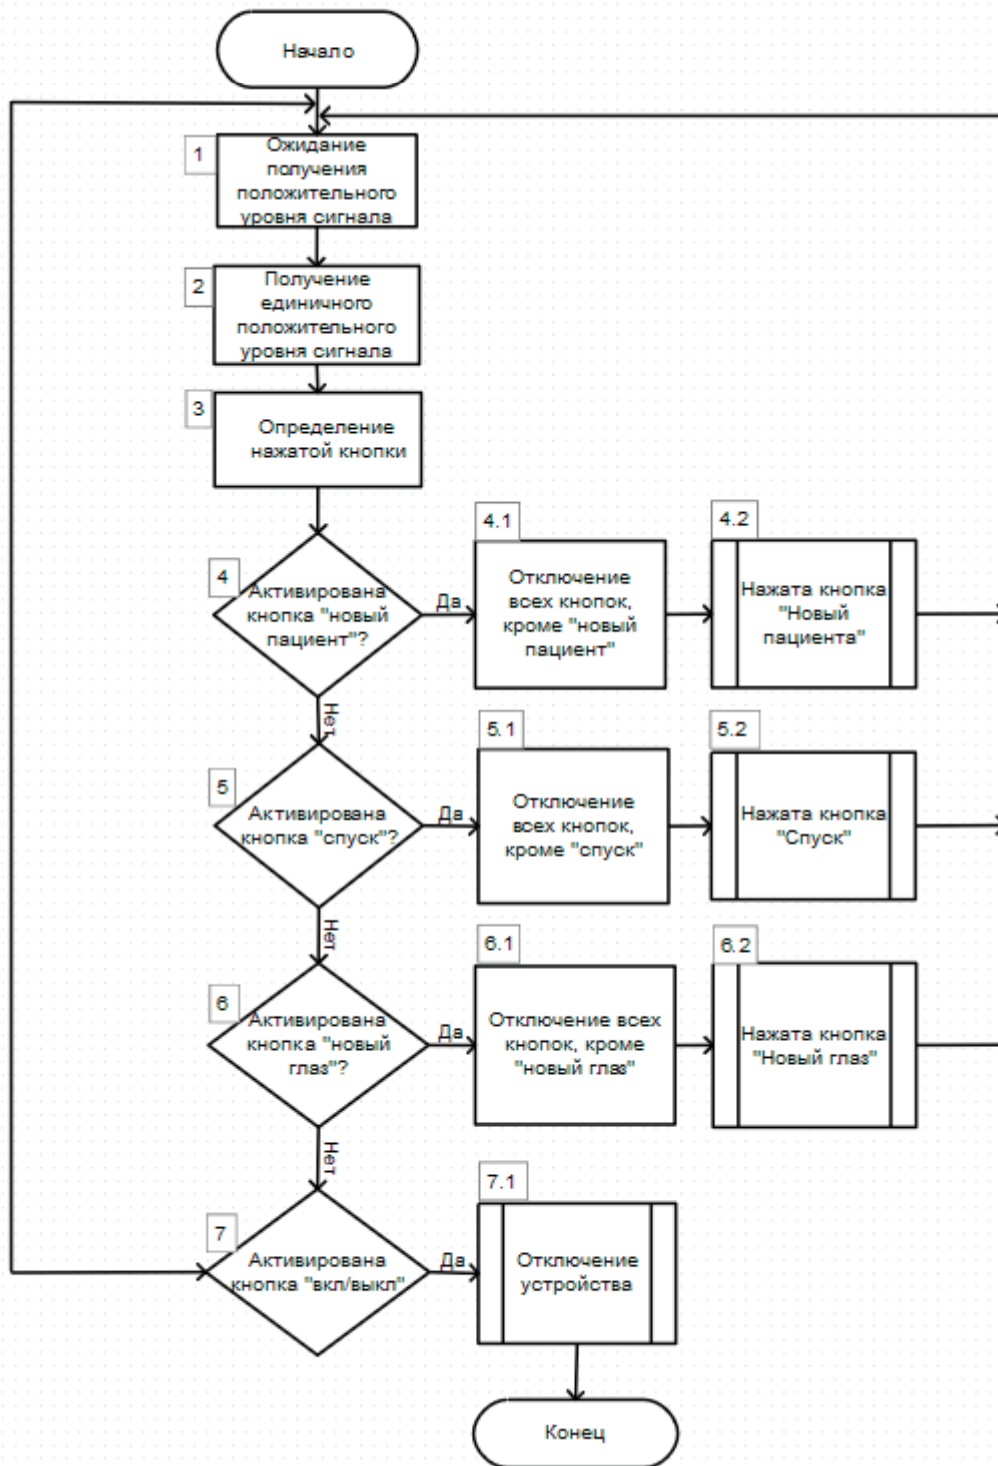 Начало
1
Ожидание
получения
положительного
уровня сигнала
2
Получение
единичного
положительного
уровня сигнала
3
Определение
нажатой кнопки
4
Активирована
кнопка "новый
пациент"?
Да
4.1
Отключение
всех кнопок,
кроме "новый
пациент"
4.2
Нажата кнопка
"Новый
пациента"
Нет
5
Активирована
кнопка "спуск"?
Да
5.1
Отключение
всех кнопок,
кроме "спуск"
5.2
Нажата кнопка
"Спуск"
Нет
6
Активирована
кнопка "новый
глаз"?
Да
6.1
Отключение всех
кнопок, кроме
"новый глаз"
6.2
Нажата кнопка
"Новый глаз"
Нет
7
Активирована
кнопка "вкл/выкл"
Да
7.1
Отключение
устройства
Конец